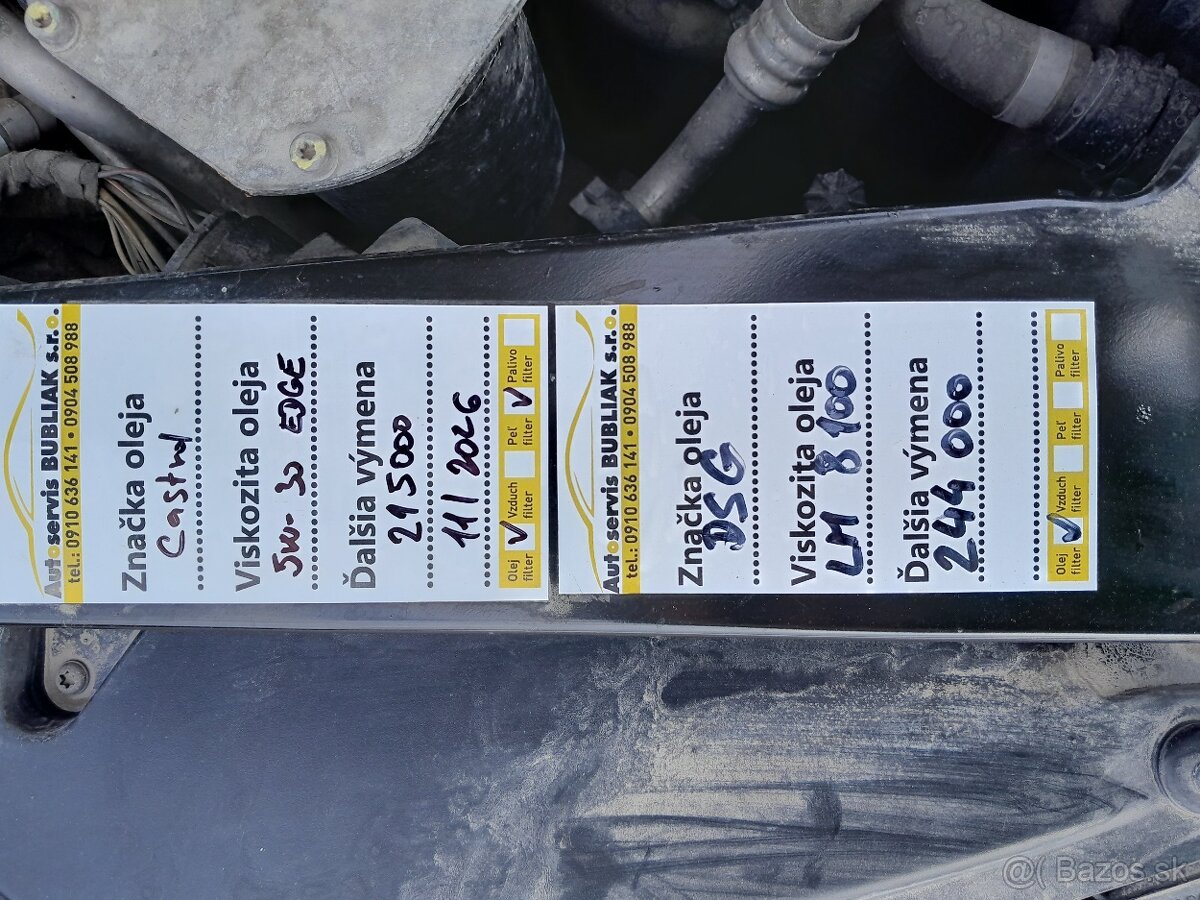 Autoservis BUBLIAK s.r.o.
tel.: 0910 636 141 • 0904 508 988
Značka oleja
Castrol
Viskozita oleja
5W-30 EDGE
Ďalšia výmena
215000
11/2026
Olej filter
Vzduch filter
Peľ filter
Palivo filter
Autoservis BUBLIAK s.r.o.
tel.: 0910 636 141 • 0904 508 988
Značka oleja
DSG
Viskozita oleja
LM 8100
Ďalšia výmena
244 000
Olej filter
Vzduch filter
Peľ filter
Palivo filter
@( Bazos.sk